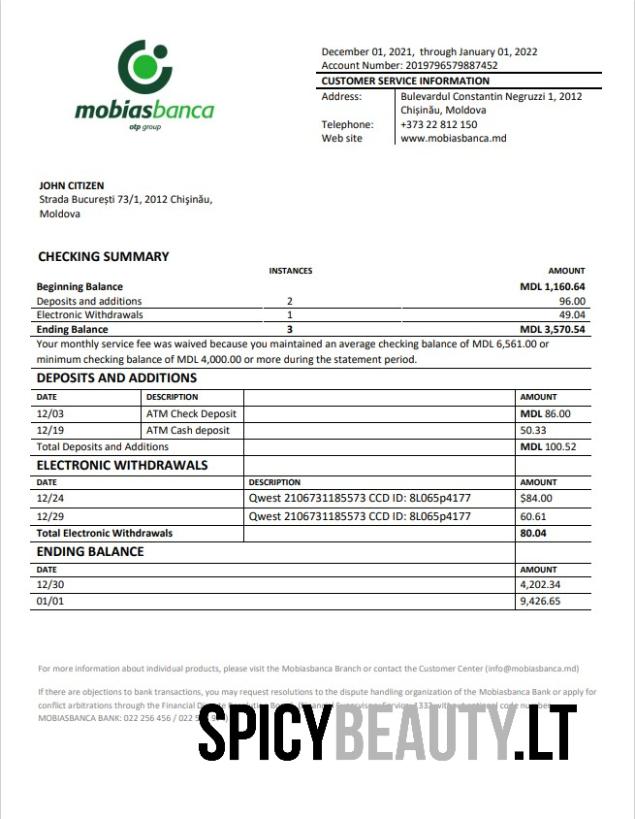 mobiasbanca
otp group
December 01, 2021, through January 01, 2022
Account Number: 2019796579887452
CUSTOMER SERVICE INFORMATION
Address: Bulevardul Constantin Negruzzi 1, 2012
Chișinău, Moldova
Telephone: +373 22 812 150
Web site www.mobiasbanca.md
JOHN CITIZEN
Strada București 73/1, 2012 Chișinău,
Moldova
CHECKING SUMMARY
INSTANCES AMOUNT
Beginning Balance MDL 1,160.64
Deposits and additions 2 96.00
Electronic Withdrawals 1 49.04
Ending Balance 3 MDL 3,570.54
Your monthly service fee was waived because you maintained an average checking balance of MDL 6,561.00 or
minimum checking balance of MDL 4,000.00 or more during the statement period.
DEPOSITS AND ADDITIONS
DATE DESCRIPTION AMOUNT
12/03 ATM Check Deposit MDL 86.00
12/19 ATM Cash deposit 50.33
Total Deposits and Additions MDL 100.52
ELECTRONIC WITHDRAWALS
DATE DESCRIPTION AMOUNT
12/24 Qwest 2106731185573 CCD ID: 8L065p4177 $84.00
12/29 Qwest 2106731185573 CCD ID: 8L065p4177 60.61
Total Electronic Withdrawals 80.04
ENDING BALANCE
DATE AMOUNT
12/30 4,202.34
01/01 9,426.65
For more information about individual products, please visit the Mobiasbanca Branch or contact the Customer Center (info@mobiasbanca.md)
If there are objections to bank transactions, you may request resolutions to the dispute handling organization of the Mobiasbanca Bank or apply for
conflict arbitrations through the Financial
MOBIASBANCA BANK: 022 256 456 / 022
SPICYBEAUTY.LT